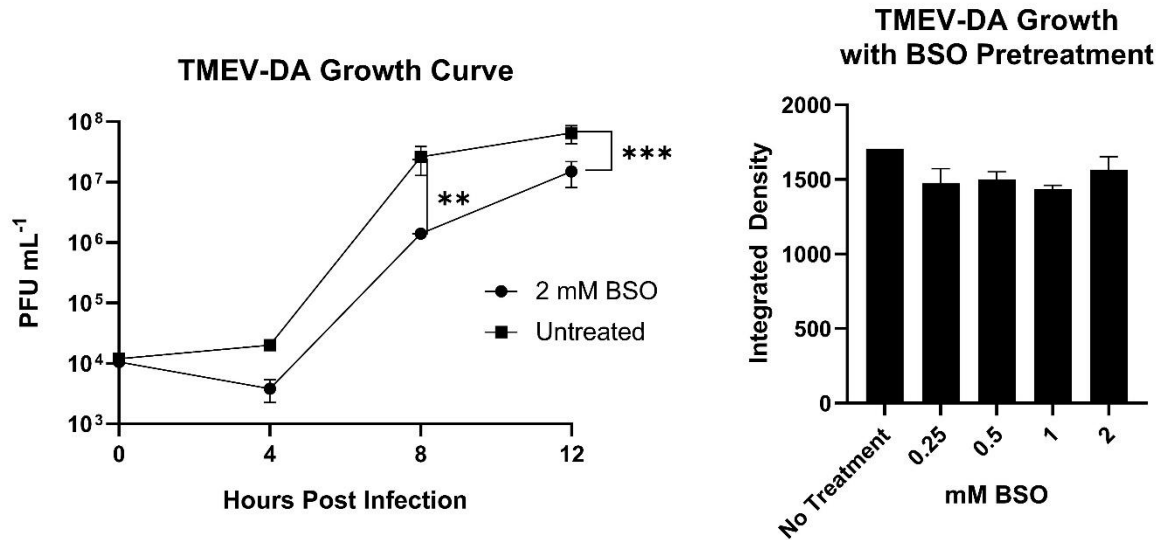 TMEV-DA Growth Curve
PFU mL⁻¹
10⁸
10⁷
10⁶
10⁵
10⁴
10³
**
***
2 mM BSO
Untreated
0 4 8 12
Hours Post Infection
TMEV-DA Growth
with BSO Pretreatment
Integrated Density
2000
1500
1000
500
0
No Treatment 0.25 0.5 1 2
mM BSO